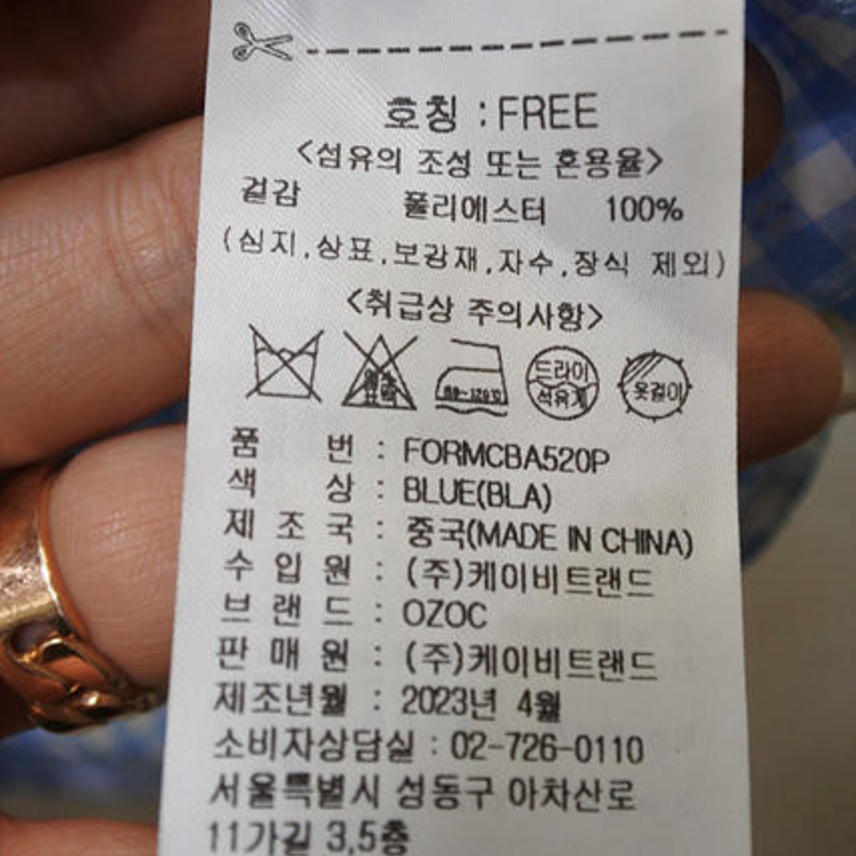 호칭 : FREE
<섬유의 조성 또는 혼용율>
겉감 폴리에스터 100%
(심지,상표,보강재,자수,장식 제외)
<취급상 주의사항>
염소 표백 80~120℃ 드라이 석유계 옷걸이
품 번 : FORMCBA520P
색 상 : BLUE(BLA)
제 조 국 : 중국(MADE IN CHINA)
수 입 원 : (주)케이비트랜드
브 랜 드 : OZOC
판 매 원 : (주)케이비트랜드
제조년월 : 2023년 4월
소비자상담실 : 02-726-0110
서울특별시 성동구 아차산로
11가길 3,5층